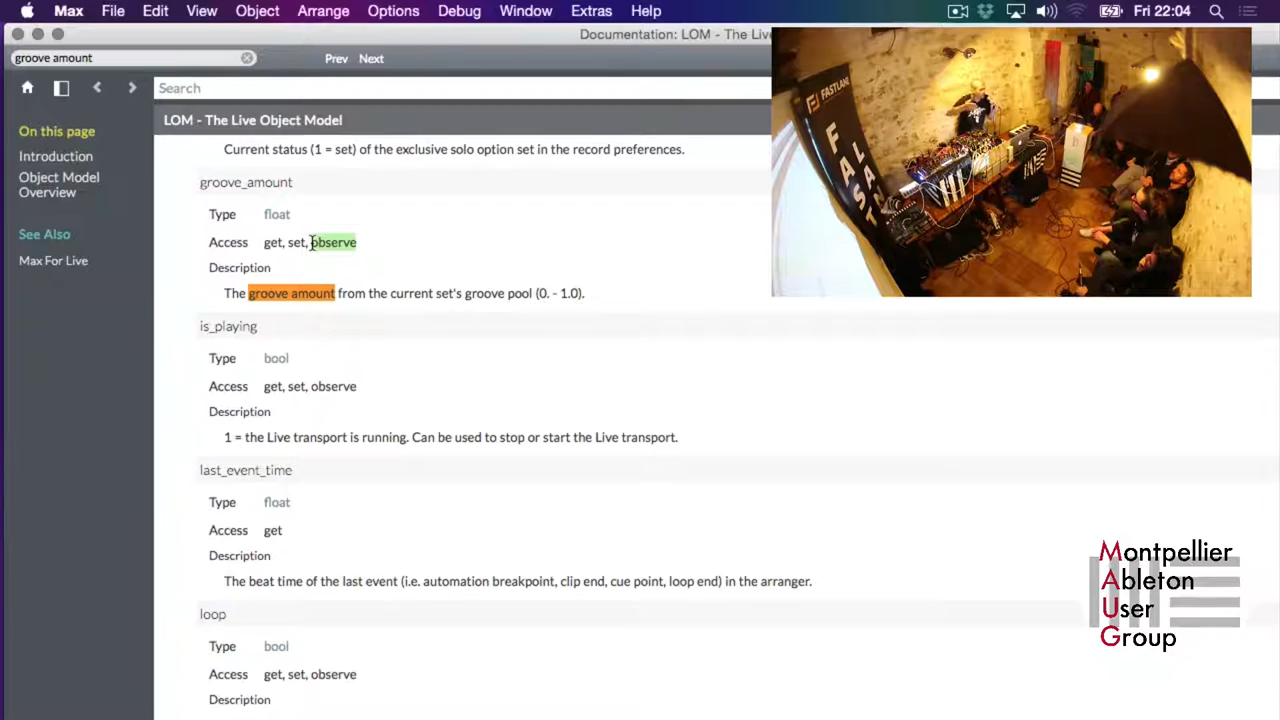 Max File Edit View Object Arrange Options Debug Window Extras Help Fri 22:04
Documentation: LOM - The Live
groove amount Prev Next
Search
On this page
Introduction
Object Model
Overview
See Also
Max For Live
LOM - The Live Object Model
Current status (1 = set) of the exclusive solo option set in the record preferences.
groove_amount
Type float
Access get, set, observe
Description
The groove amount from the current set's groove pool (0. - 1.0).
is_playing
Type bool
Access get, set, observe
Description
1 = the Live transport is running. Can be used to stop or start the Live transport.
last_event_time
Type float
Access get
Description
The beat time of the last event (i.e. automation breakpoint, clip end, cue point, loop end) in the arranger.
loop
Type bool
Access get, set, observe
Description
FASTLANE
Montpellier
Ableton
User
Group